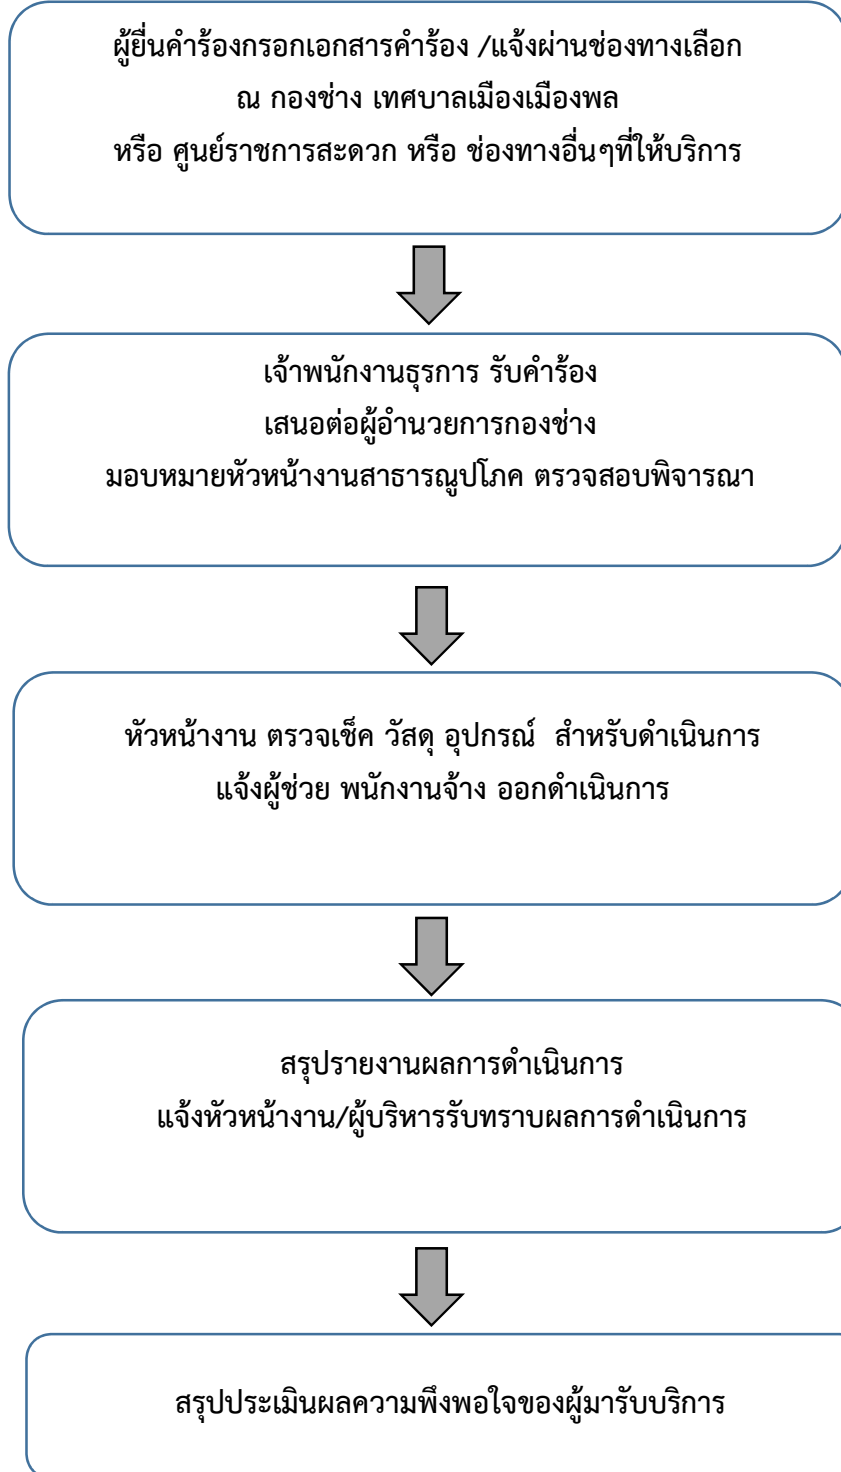 ผู้ยื่นคำร้องกรอกเอกสารคำร้อง /แจ้งผ่านช่องทางเลือก
ณ กองช่าง เทศบาลเมืองเมืองพล
หรือ ศูนย์ราชการสะดวก หรือ ช่องทางอื่นๆที่ให้บริการ
เจ้าพนักงานธุรการ รับคำร้อง
เสนอต่อผู้อำนวยการกองช่าง
มอบหมายหัวหน้างานสาธารณูปโภค ตรวจสอบพิจารณา
หัวหน้างาน ตรวจเช็ค วัสดุ อุปกรณ์ สำหรับดำเนินการ
แจ้งผู้ช่วย พนักงานจ้าง ออกดำเนินการ
สรุปรายงานผลการดำเนินการ
แจ้งหัวหน้างาน/ผู้บริหารรับทราบผลการดำเนินการ
สรุปประเมินผลความพึงพอใจของผู้มารับบริการ